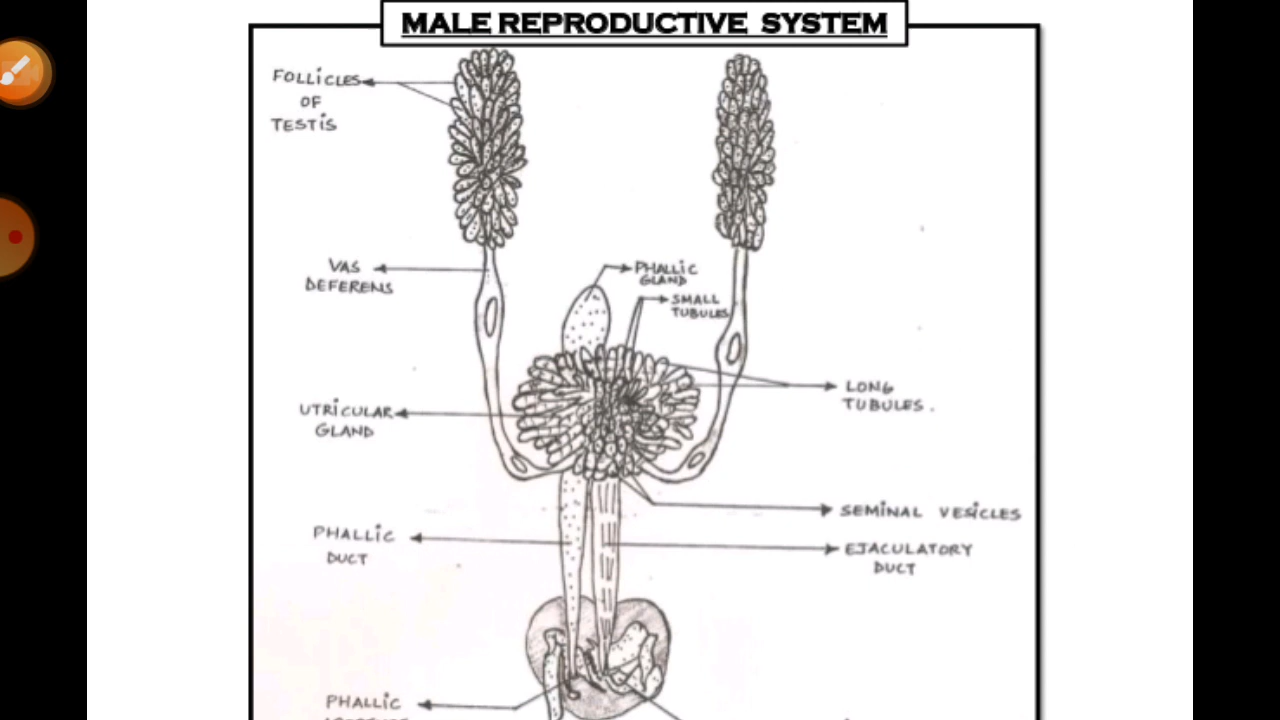 MALE REPRODUCTIVE SYSTEM
FOLLICLES
OF
TESTIS
VAS
DEFERENS
PHALLIC
GLAND
SMALL
TUBULES
LONG
TUBULES.
UTRICULAR
GLAND
SEMINAL VESICLES
PHALLIC
DUCT
EJACULATORY
DUCT
PHALLIC